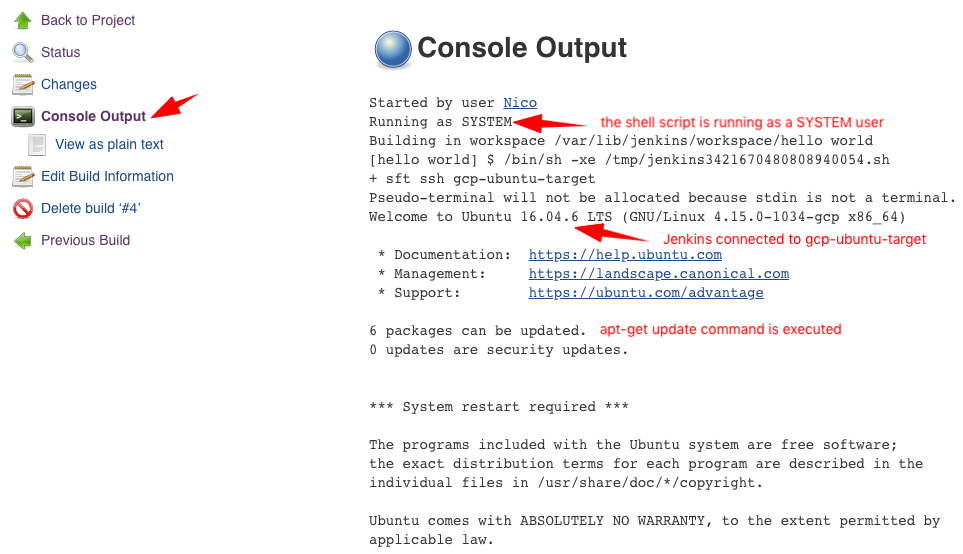 Back to Project
Status
Changes
Console Output
View as plain text
Edit Build Information
Delete build ‘#4’
Previous Build
Console Output
Started by user Nico
Running as SYSTEM the shell script is running as a SYSTEM user
Building in workspace /var/lib/jenkins/workspace/hello world
[hello world] $ /bin/sh -xe /tmp/jenkins3421670480808940054.sh
+ sft ssh gcp-ubuntu-target
Pseudo-terminal will not be allocated because stdin is not a terminal.
Welcome to Ubuntu 16.04.6 LTS (GNU/Linux 4.15.0-1034-gcp x86_64)
Jenkins connected to gcp-ubuntu-target
* Documentation: https://help.ubuntu.com
* Management: https://landscape.canonical.com
* Support: https://ubuntu.com/advantage
6 packages can be updated. apt-get update command is executed
0 updates are security updates.
*** System restart required ***
The programs included with the Ubuntu system are free software;
the exact distribution terms for each program are described in the
individual files in /usr/share/doc/*/copyright.
Ubuntu comes with ABSOLUTELY NO WARRANTY, to the extent permitted by
applicable law.